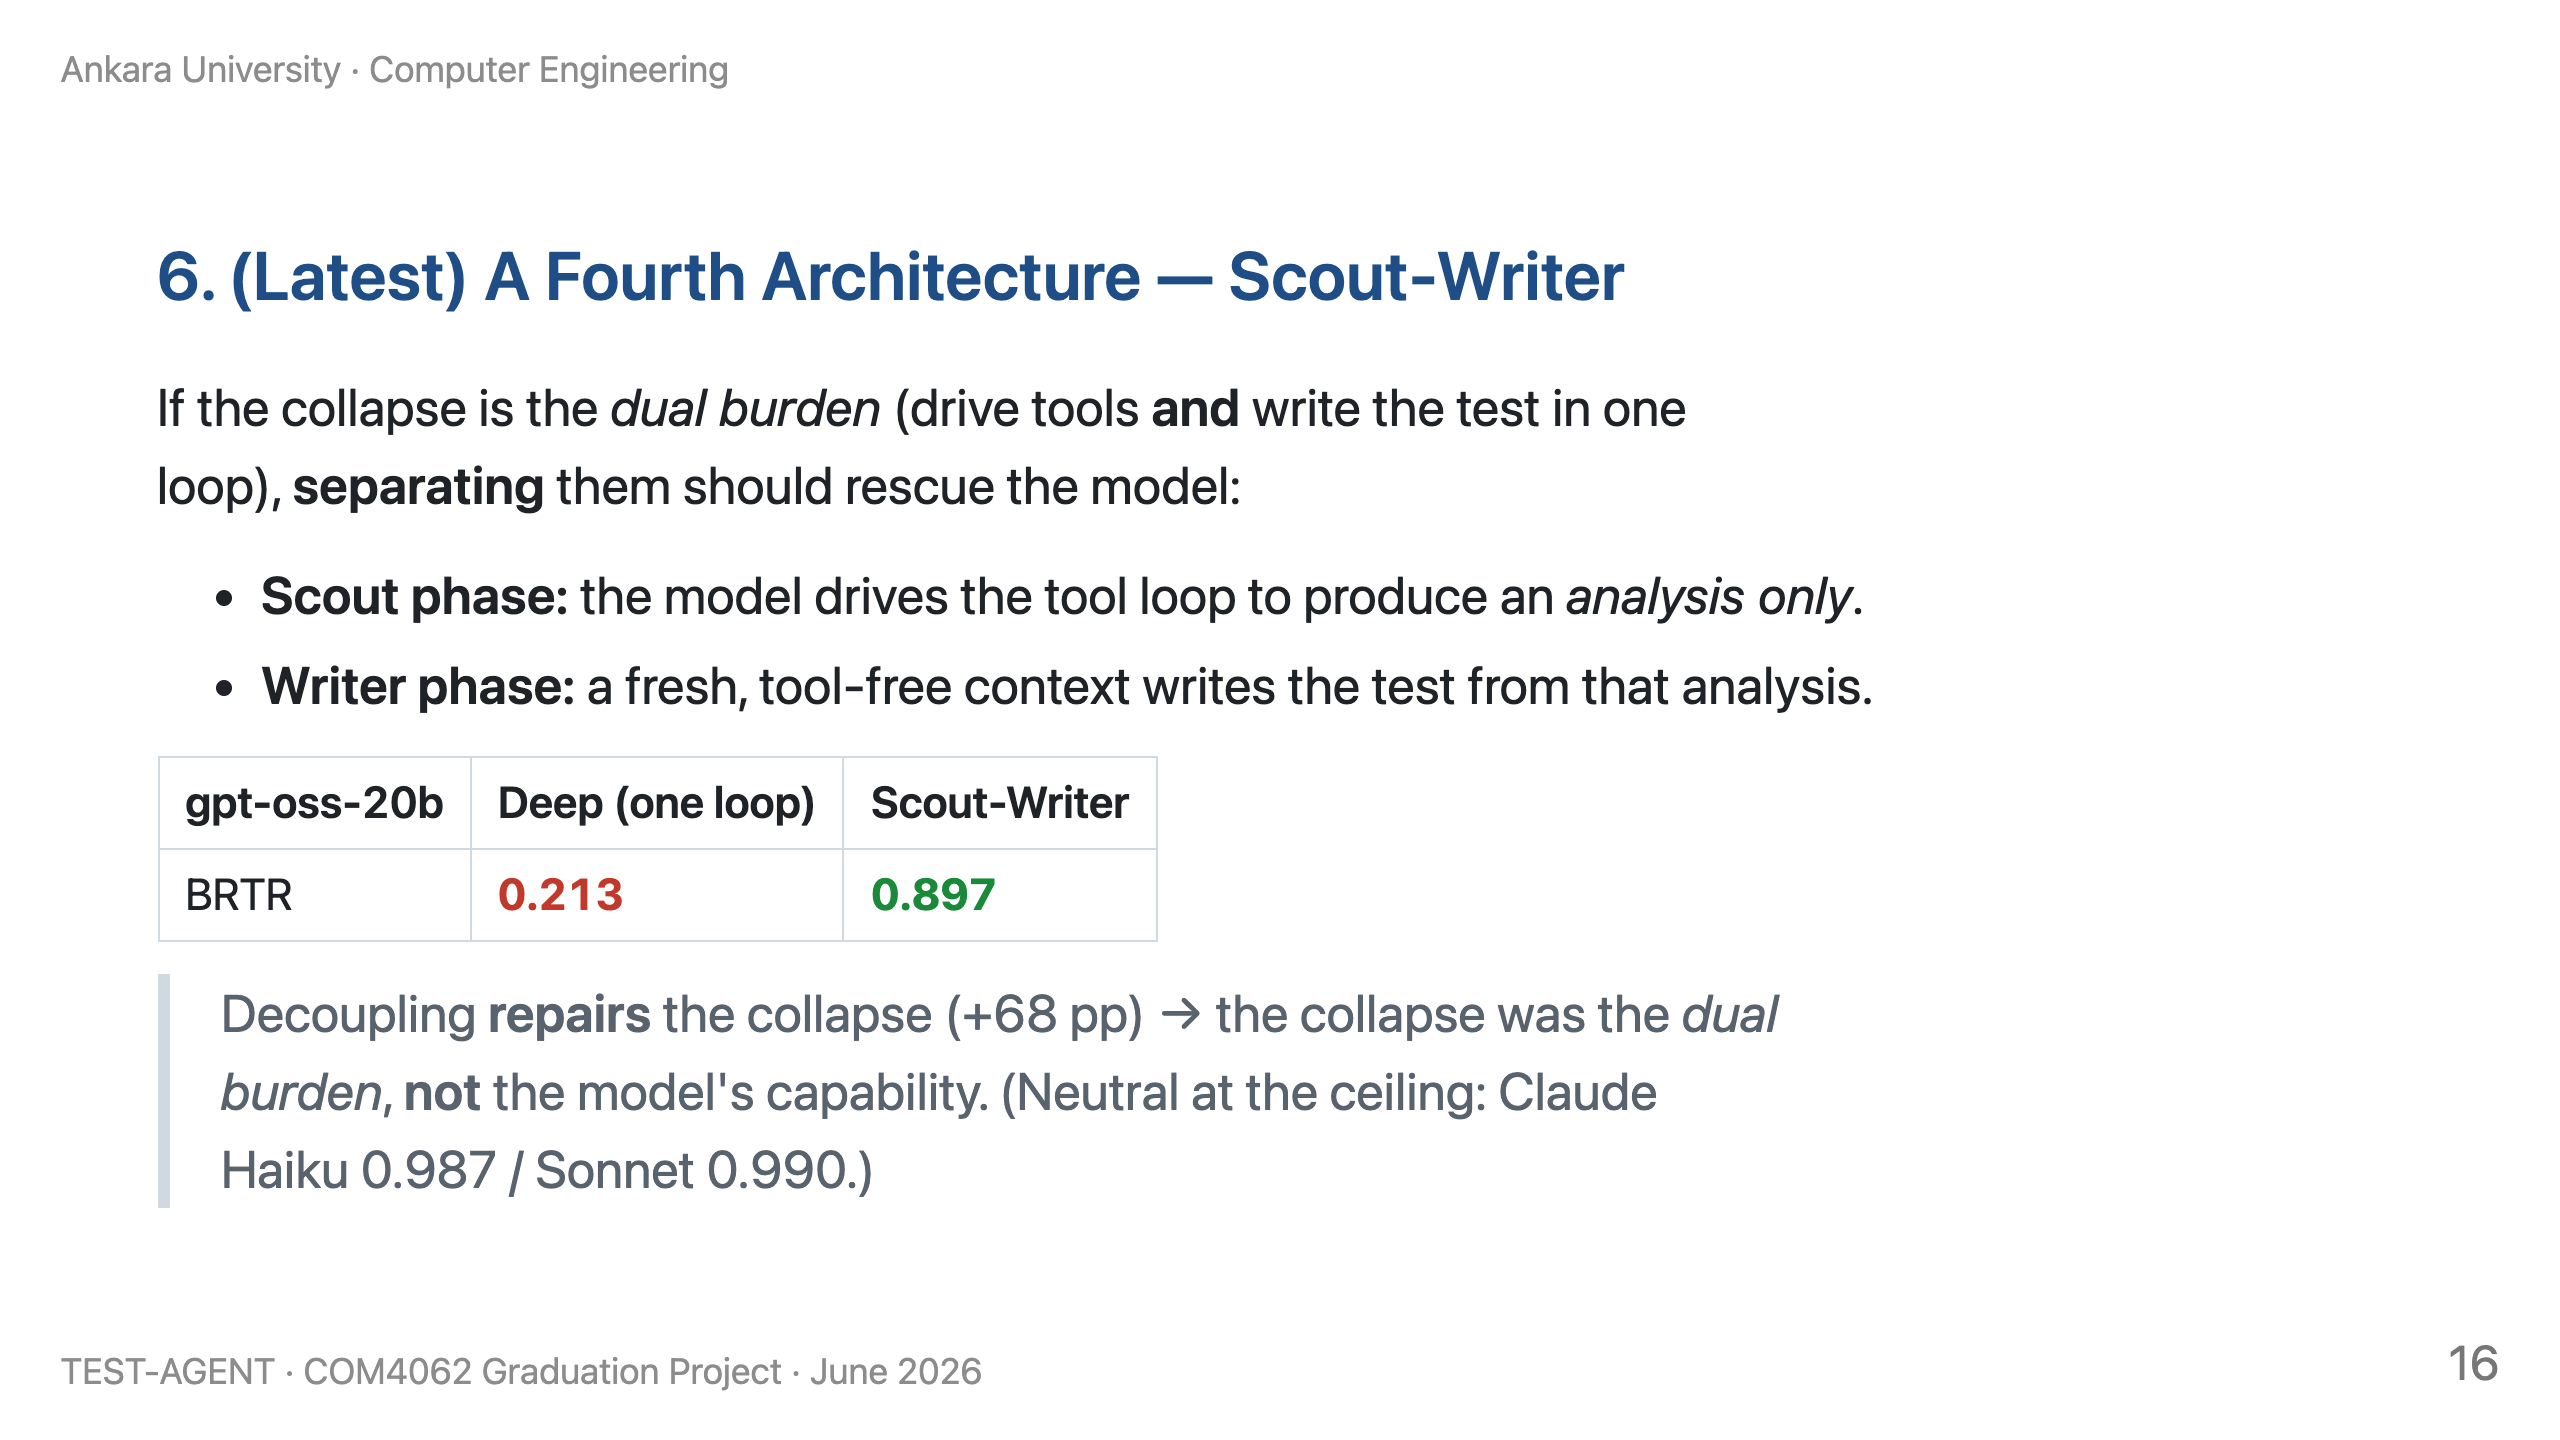 Ankara University · Computer Engineering
6. (Latest) A Fourth Architecture — Scout-Writer
If the collapse is the dual burden (drive tools and write the test in one
loop), separating them should rescue the model:
• Scout phase: the model drives the tool loop to produce an analysis only.
• Writer phase: a fresh, tool-free context writes the test from that analysis.
gpt-oss-20b Deep (one loop) Scout-Writer
BRTR 0.213 0.897
Decoupling repairs the collapse (+68 pp) → the collapse was the dual
burden, not the model's capability. (Neutral at the ceiling: Claude
Haiku 0.987 / Sonnet 0.990.)
TEST-AGENT · COM4062 Graduation Project · June 2026
16